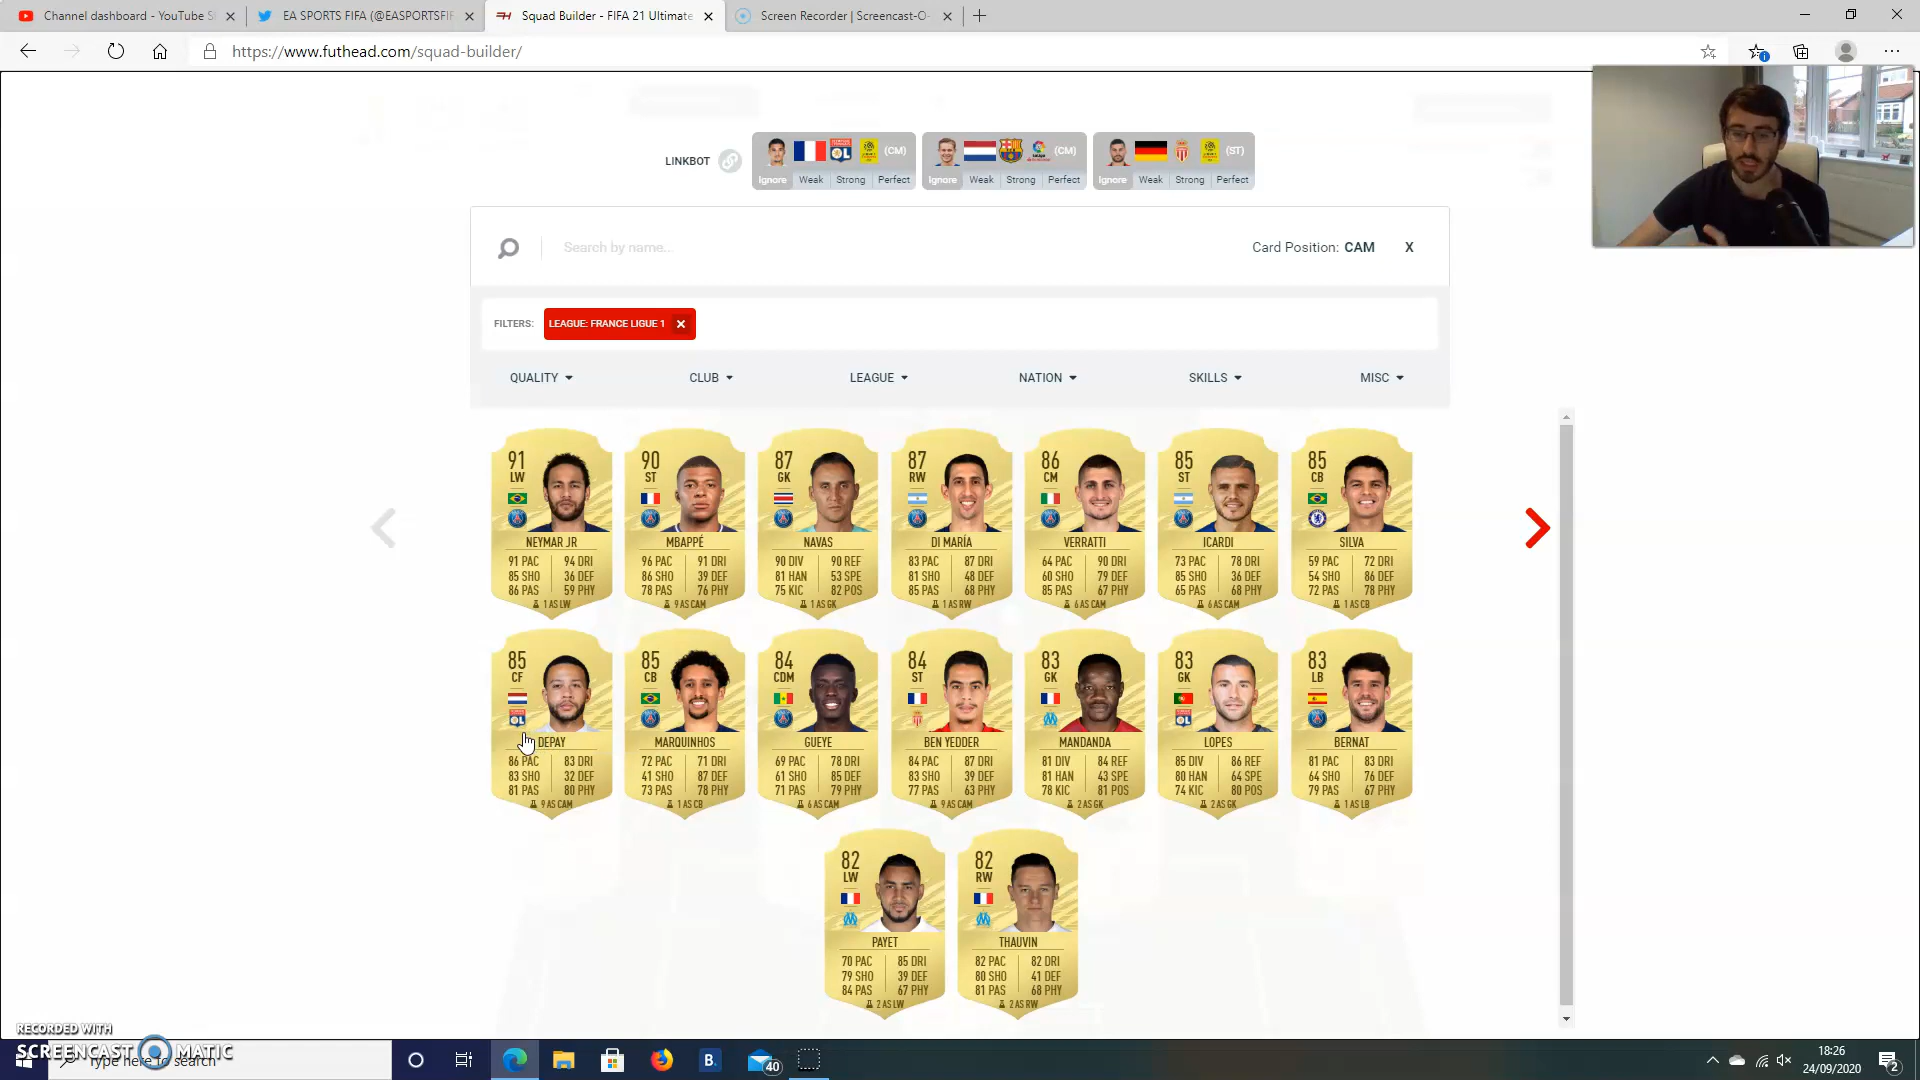 Channel dashboard - YouTube S
EA SPORTS FIFA (@EASPORTSFIF
Squad Builder - FIFA 21 Ultimate
Screen Recorder | Screencast-O-
https://www.futhead.com/squad-builder/
LINKBOT
(CM)
Ignore Weak Strong Perfect
(CM)
Ignore Weak Strong Perfect
(ST)
Ignore Weak Strong Perfect
Search by name...
Card Position: CAM X
FILTERS: LEAGUE: FRANCE LIGUE 1 ×
QUALITY CLUB LEAGUE NATION SKILLS MISC
91 LW
NEYMAR JR
91 PAC 94 DRI
85 SHO 36 DEF
86 PAS 59 PHY
1 AS LW
90 ST
MBAPPÉ
96 PAC 91 DRI
86 SHO 39 DEF
78 PAS 76 PHY
9 AS CAM
87 GK
NAVAS
90 DIV 90 REF
81 HAN 53 SPE
75 KIC 82 POS
1 AS GK
87 RW
DI MARÍA
83 PAC 87 DRI
81 SHO 48 DEF
85 PAS 68 PHY
1 AS RW
86 CM
VERRATTI
64 PAC 90 DRI
60 SHO 79 DEF
85 PAS 67 PHY
6 AS CAM
85 ST
ICARDI
73 PAC 78 DRI
85 SHO 36 DEF
65 PAS 68 PHY
6 AS CAM
85 CB
SILVA
59 PAC 72 DRI
54 SHO 86 DEF
72 PAS 78 PHY
1 AS CB
85 CF
DEPAY
86 PAC 83 DRI
83 SHO 32 DEF
81 PAS 80 PHY
9 AS CAM
85 CB
MARQUINHOS
72 PAC 71 DRI
41 SHO 87 DEF
73 PAS 78 PHY
1 AS CB
84 CDM
GUEYE
69 PAC 78 DRI
61 SHO 85 DEF
71 PAS 79 PHY
6 AS CAM
84 ST
BEN YEDDER
84 PAC 87 DRI
83 SHO 39 DEF
77 PAS 63 PHY
9 AS CAM
83 GK
MANDANDA
81 DIV 84 REF
81 HAN 43 SPE
78 KIC 81 POS
2 AS GK
83 GK
LOPES
85 DIV 86 REF
80 HAN 64 SPE
74 KIC 80 POS
2 AS GK
83 LB
BERNAT
81 PAC 83 DRI
64 SHO 76 DEF
79 PAS 67 PHY
1 AS LB
82 LW
PAYET
70 PAC 85 DRI
79 SHO 39 DEF
84 PAS 67 PHY
2 AS LW
82 RW
THAUVIN
82 PAC 82 DRI
80 SHO 41 DEF
81 PAS 68 PHY
2 AS RW
RECORDED WITH
SCREENCAST MATIC
Type here to search
B.
40
18:26
24/09/2020
2